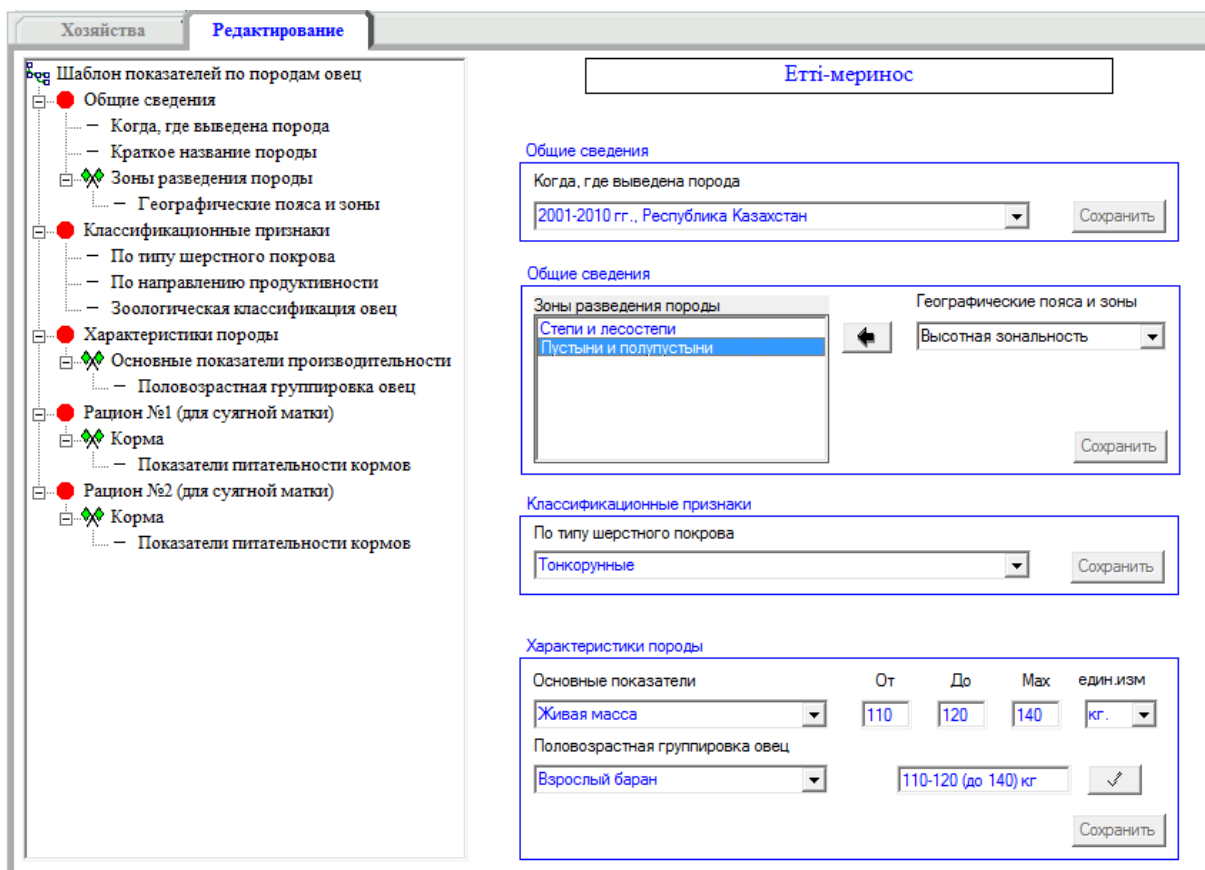 Хозяйства
Редактирование
Шаблон показателей по породам овец
Общие сведения
Когда, где выведена порода
Краткое название породы
Зоны разведения породы
Географические пояса и зоны
Классификационные признаки
По типу шерстного покрова
По направлению продуктивности
Зоологическая классификация овец
Характеристики породы
Основные показатели производительности
Половозрастная группировка овец
Рацион №1 (для суягной матки)
Корма
Показатели питательности кормов
Рацион №2 (для суягной матки)
Корма
Показатели питательности кормов
Етті-меринос
Общие сведения
Когда, где выведена порода
2001-2010 гг., Республика Казахстан
Сохранить
Общие сведения
Зоны разведения породы
Степи и лесостепи
Пустыни и полупустыни
Географические пояса и зоны
Высотная зональность
Сохранить
Классификационные признаки
По типу шерстного покрова
Тонкорунные
Сохранить
Характеристики породы
Основные показатели От До Max един.изм
Живая масса 110 120 140 кг.
Половозрастная группировка овец
Взрослый баран 110-120 (до 140) кг
Сохранить